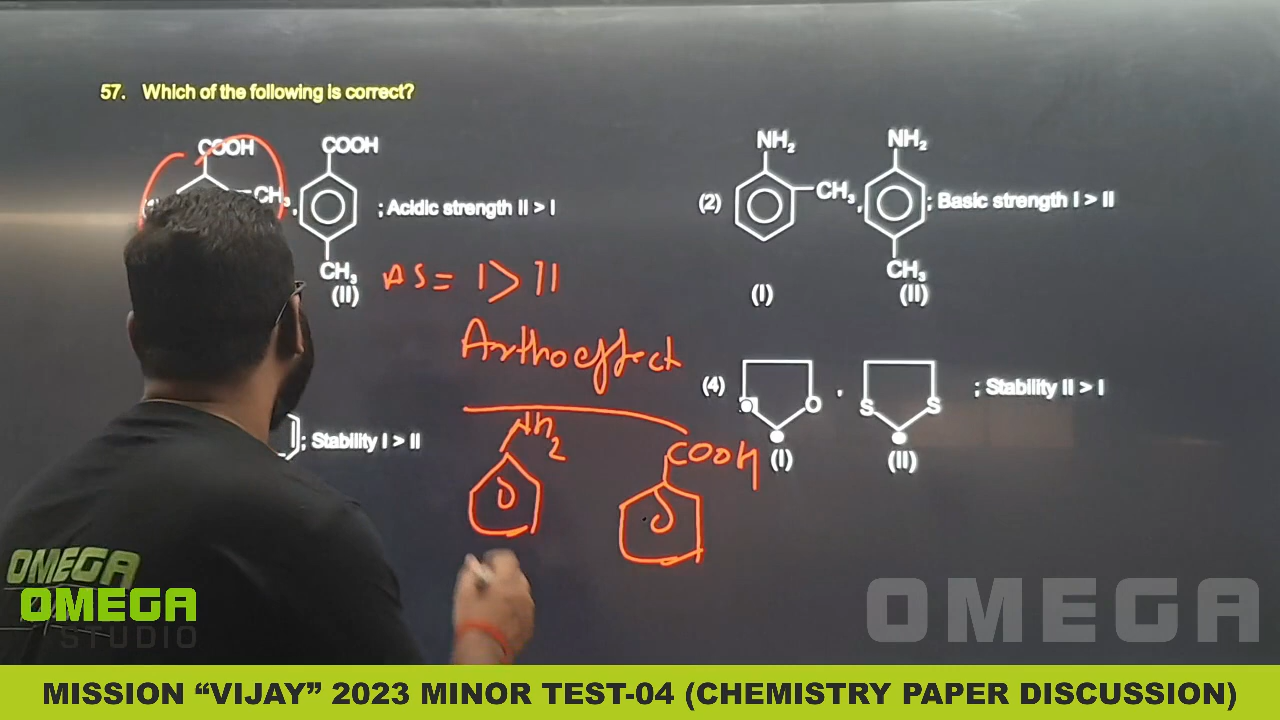 57. Which of the following is correct?
COOH
CH₃,
COOH
CH₃
(II)
; Acidic strength II > I
AS = I > II
Arthoeffect
(2)
NH₂
CH₃,
(I)
NH₂
CH₃
(II)
; Basic strength I > II
; Stability I > II
NH₂
COOH
(4)
O
(I)
,
S S
(II)
; Stability II > I
OMEGA
OMEGA
STUDIO
OMEGA
MISSION “VIJAY” 2023 MINOR TEST-04 (CHEMISTRY PAPER DISCUSSION)